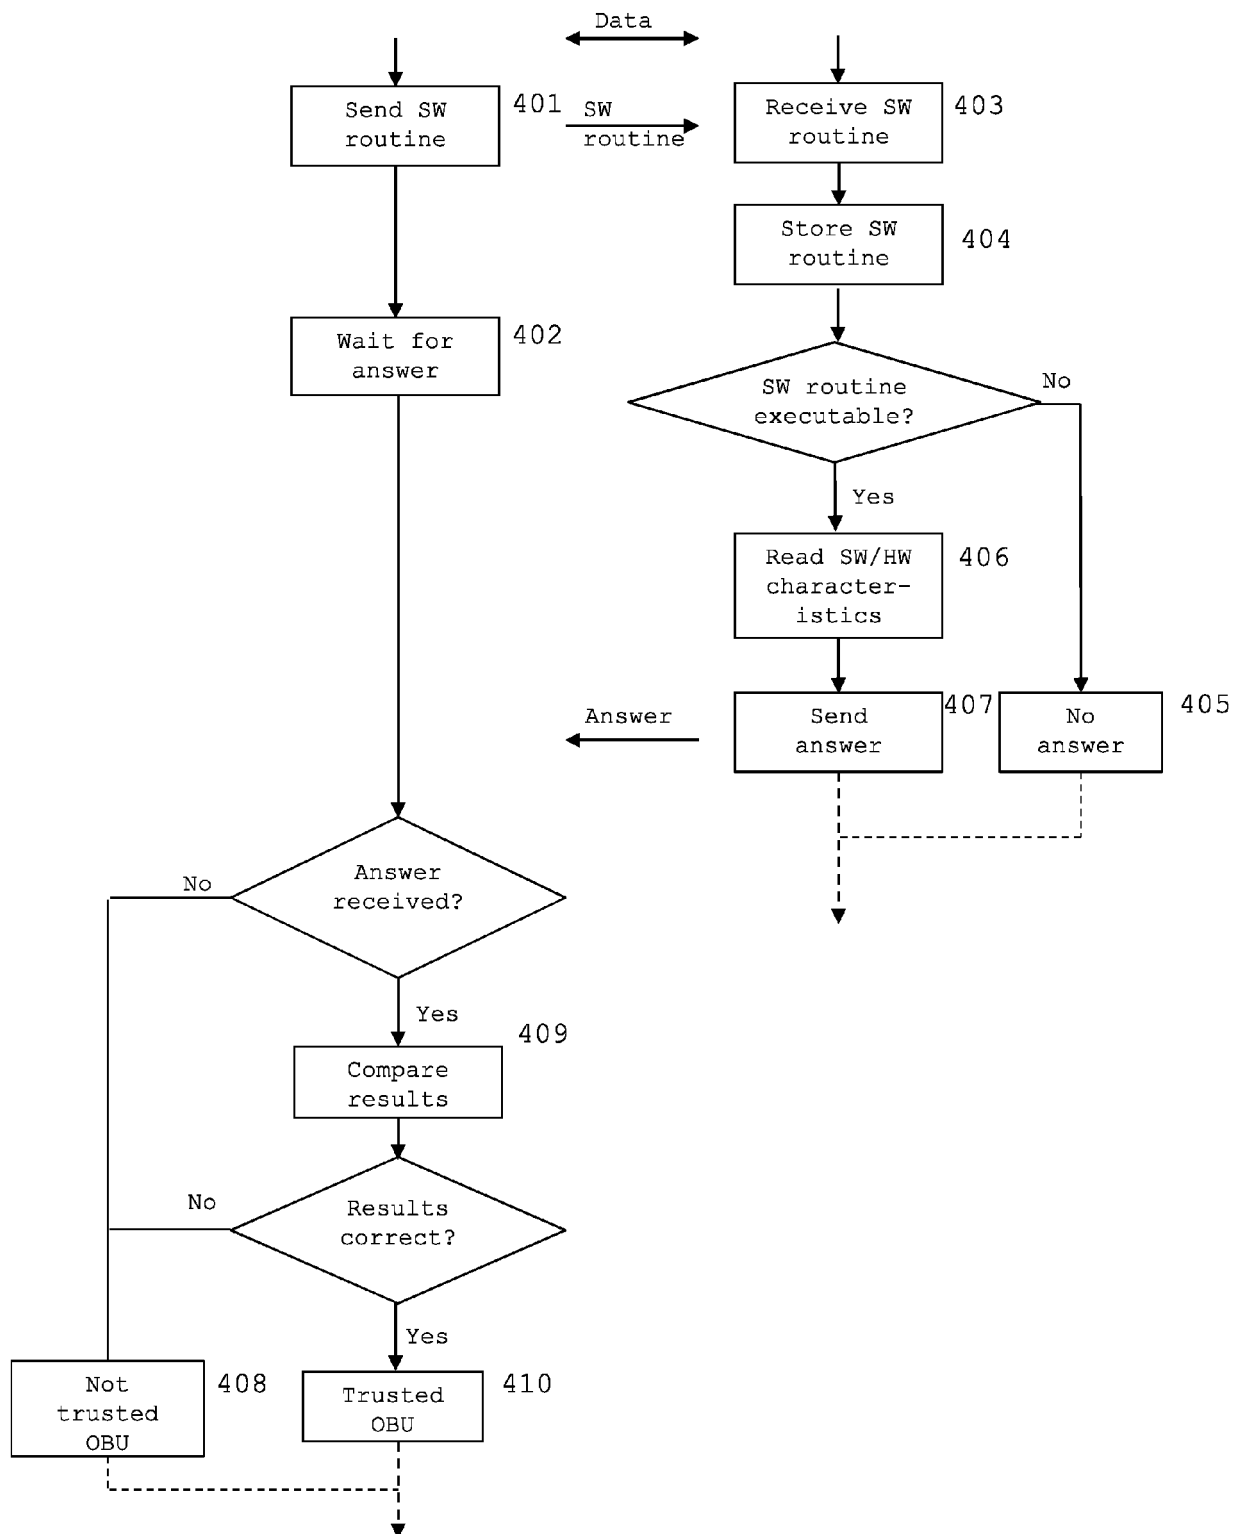 Data
Send SW
routine
401
SW
routine
Receive SW
routine
403
Store SW
routine
404
Wait for
answer
402
SW routine
executable?
No
Yes
Read SW/HW
character-
istics
406
Answer
Send
answer
407
No
answer
405
Answer
received?
No
Yes
409
Compare
results
Results
correct?
No
Yes
Not
trusted
OBU
408
Trusted
OBU
410